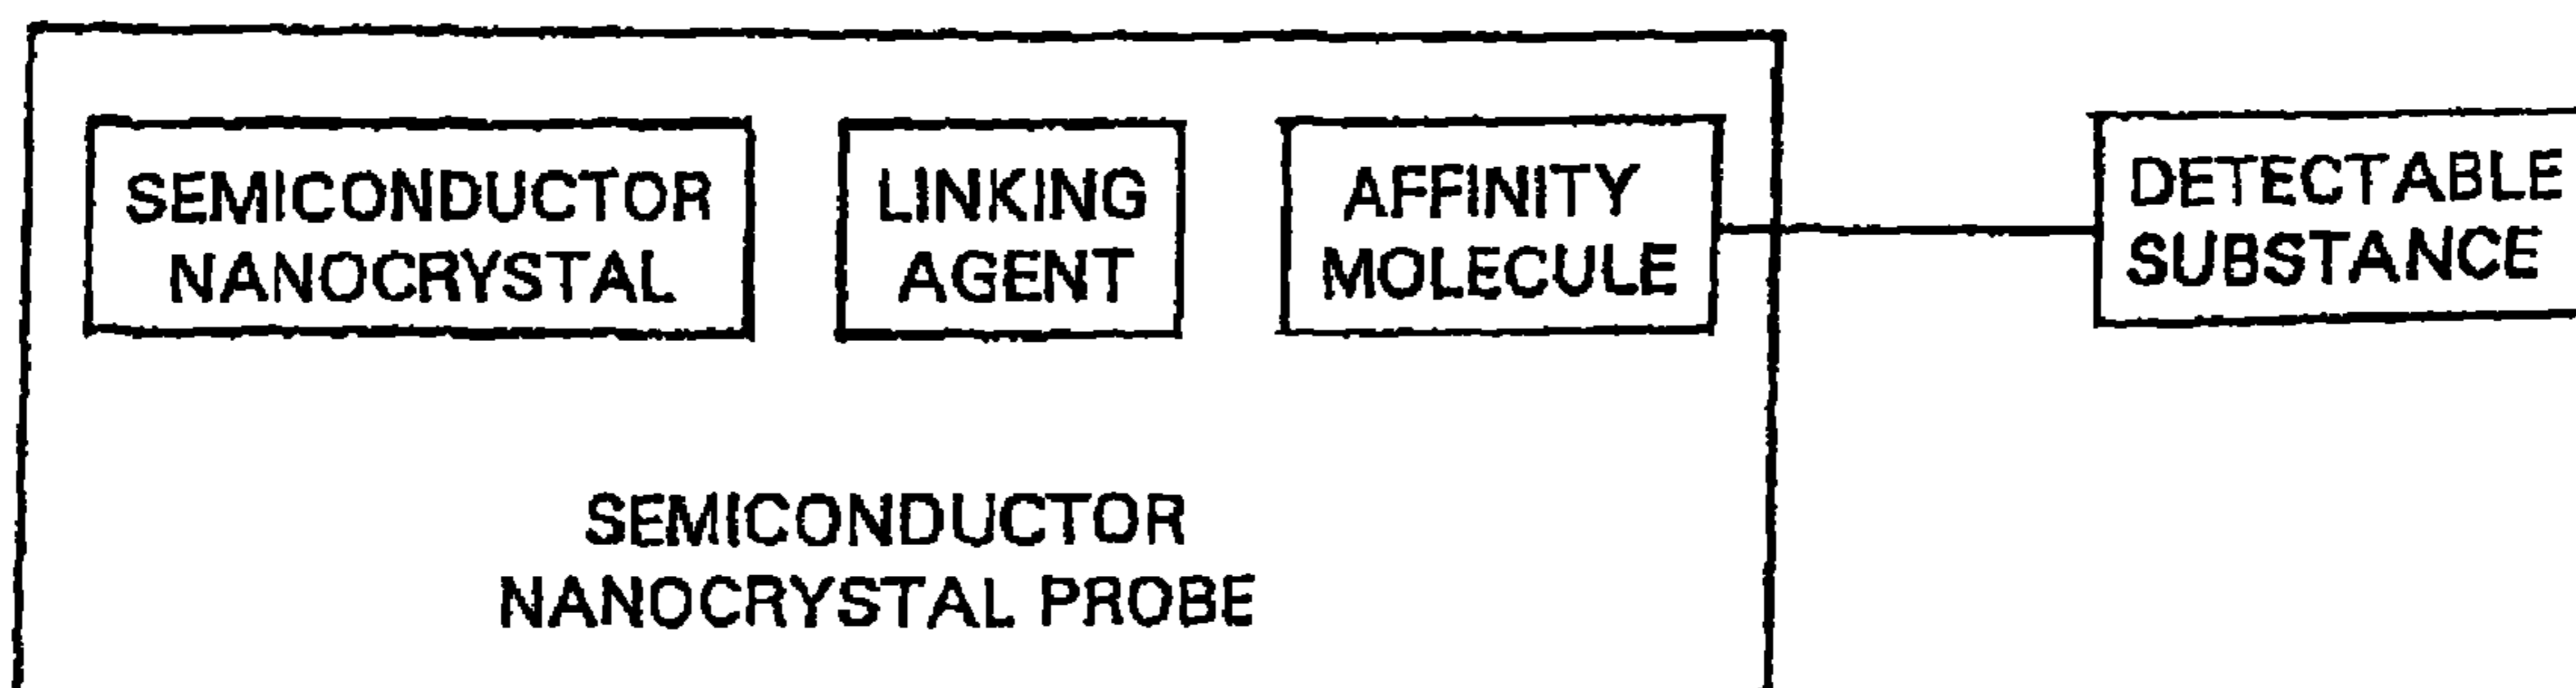 SEMICONDUCTOR
NANOCRYSTAL
LINKING
AGENT
AFFINITY
MOLECULE
DETECTABLE
SUBSTANCE
SEMICONDUCTOR
NANOCRYSTAL PROBE